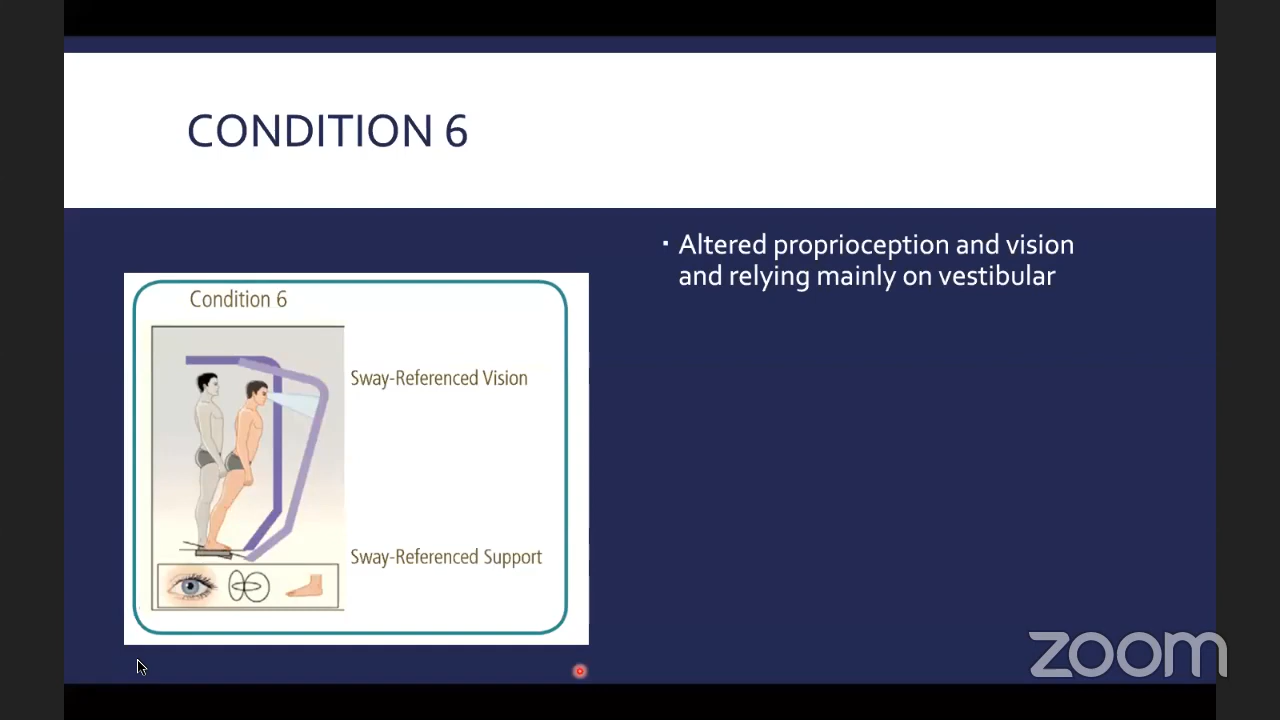 CONDITION 6
▪ Altered proprioception and vision
and relying mainly on vestibular
Condition 6
Sway-Referenced Vision
Sway-Referenced Support
zoom